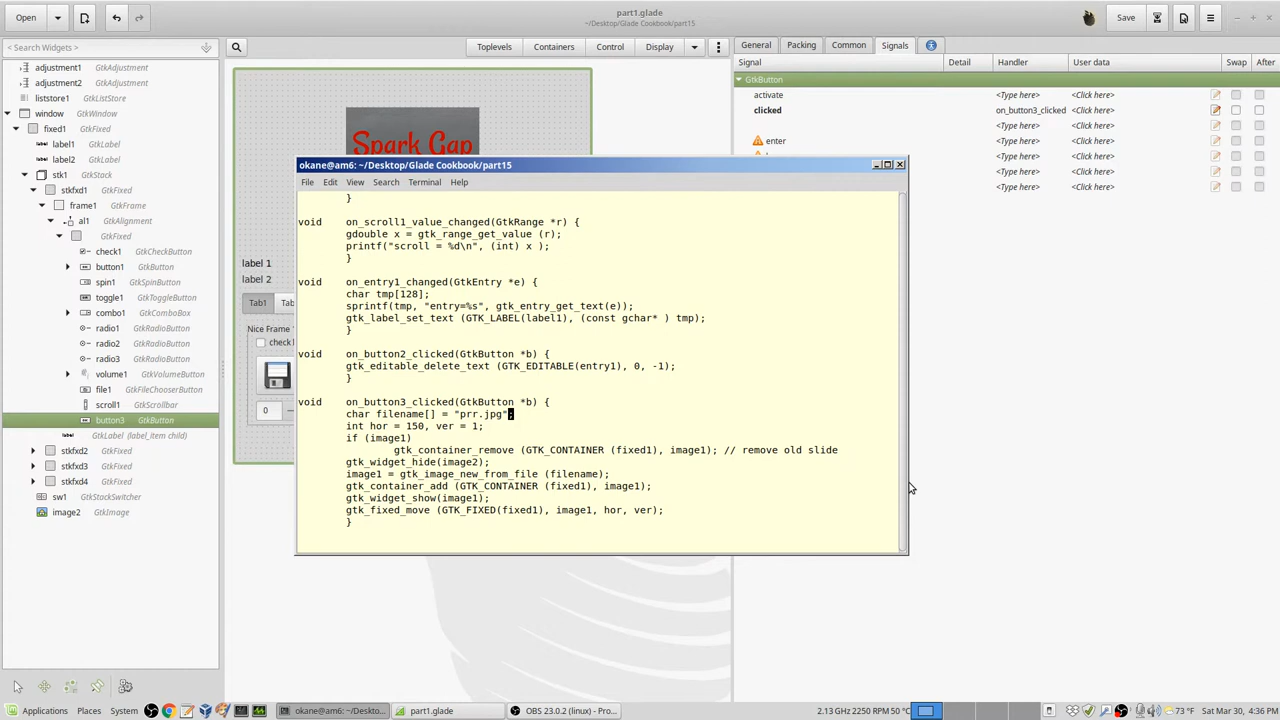 Open
part1.glade
~/Desktop/Glade Cookbook/part15
Save
< Search Widgets >
Toplevels
Containers
Control
Display
General
Packing
Common
Signals
adjustment1 GtkAdjustment
adjustment2 GtkAdjustment
liststore1 GtkListStore
window GtkWindow
fixed1 GtkFixed
label1 GtkLabel
label2 GtkLabel
stk1 GtkStack
stkfxd1 GtkFixed
frame1 GtkFrame
al1 GtkAlignment
GtkFixed
check1 GtkCheckButton
button1 GtkButton
spin1 GtkSpinButton
toggle1 GtkToggleButton
combo1 GtkComboBox
radio1 GtkRadioButton
radio2 GtkRadioButton
radio3 GtkRadioButton
volume1 GtkVolumeButton
file1 GtkFileChooserButton
scroll1 GtkScrollbar
button3 GtkButton
GtkLabel (label_item child)
stkfxd2 GtkFixed
stkfxd3 GtkFixed
stkfxd4 GtkFixed
sw1 GtkStackSwitcher
image2 GtkImage
Spark Gap
label 1
label 2
Tab1
Tab
Nice Frame
check
0
Signal
Detail
Handler
User data
Swap
After
GtkButton
activate <Type here> <Click here>
clicked on_button3_clicked <Click here>
<Type here> <Click here>
enter <Type here> <Click here>
<Type here> <Click here>
<Type here> <Click here>
<Type here> <Click here>
okane@am6: ~/Desktop/Glade Cookbook/part15
File Edit View Search Terminal Help
}
void on_scroll1_value_changed(GtkRange *r) {
gdouble x = gtk_range_get_value (r);
printf("scroll = %d\n", (int) x );
}
void on_entry1_changed(GtkEntry *e) {
char tmp[128];
sprintf(tmp, "entry=%s", gtk_entry_get_text(e));
gtk_label_set_text (GTK_LABEL(label1), (const gchar* ) tmp);
}
void on_button2_clicked(GtkButton *b) {
gtk_editable_delete_text (GTK_EDITABLE(entry1), 0, -1);
}
void on_button3_clicked(GtkButton *b) {
char filename[] = "prr.jpg";
int hor = 150, ver = 1;
if (image1)
gtk_container_remove (GTK_CONTAINER (fixed1), image1); // remove old slide
gtk_widget_hide(image2);
image1 = gtk_image_new_from_file (filename);
gtk_container_add (GTK_CONTAINER (fixed1), image1);
gtk_widget_show(image1);
gtk_fixed_move (GTK_FIXED(fixed1), image1, hor, ver);
}
Applications Places System
okane@am6: ~/Deskto...
part1.glade
OBS 23.0.2 (linux) - Pro...
2.13 GHz 2250 RPM 50 °C
73 °F
Sat Mar 30, 4:36 PM